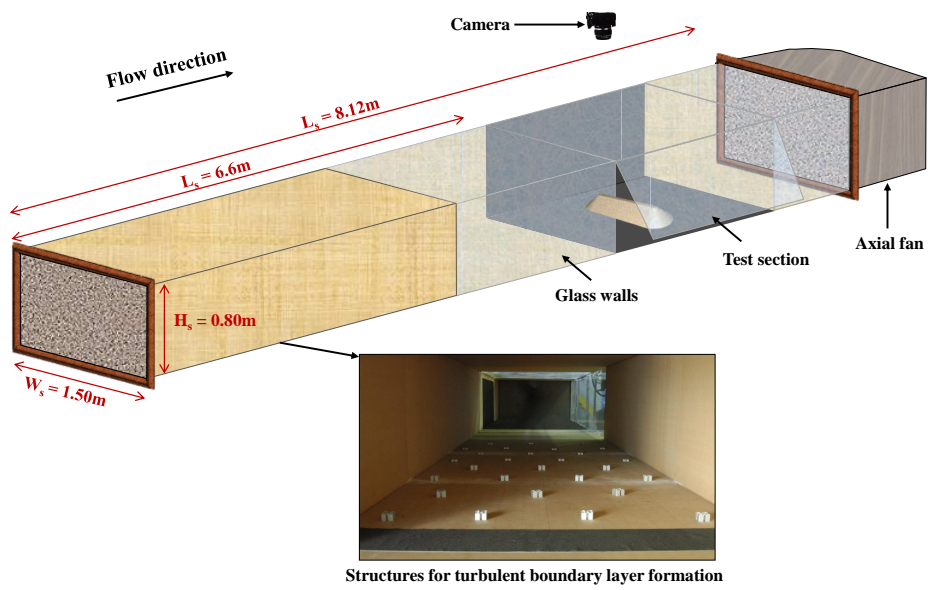 Camera
Flow direction
Lₛ = 8.12m
Lₛ = 6.6m
Axial fan
Test section
Glass walls
Hₛ = 0.80m
Wₛ = 1.50m
Structures for turbulent boundary layer formation